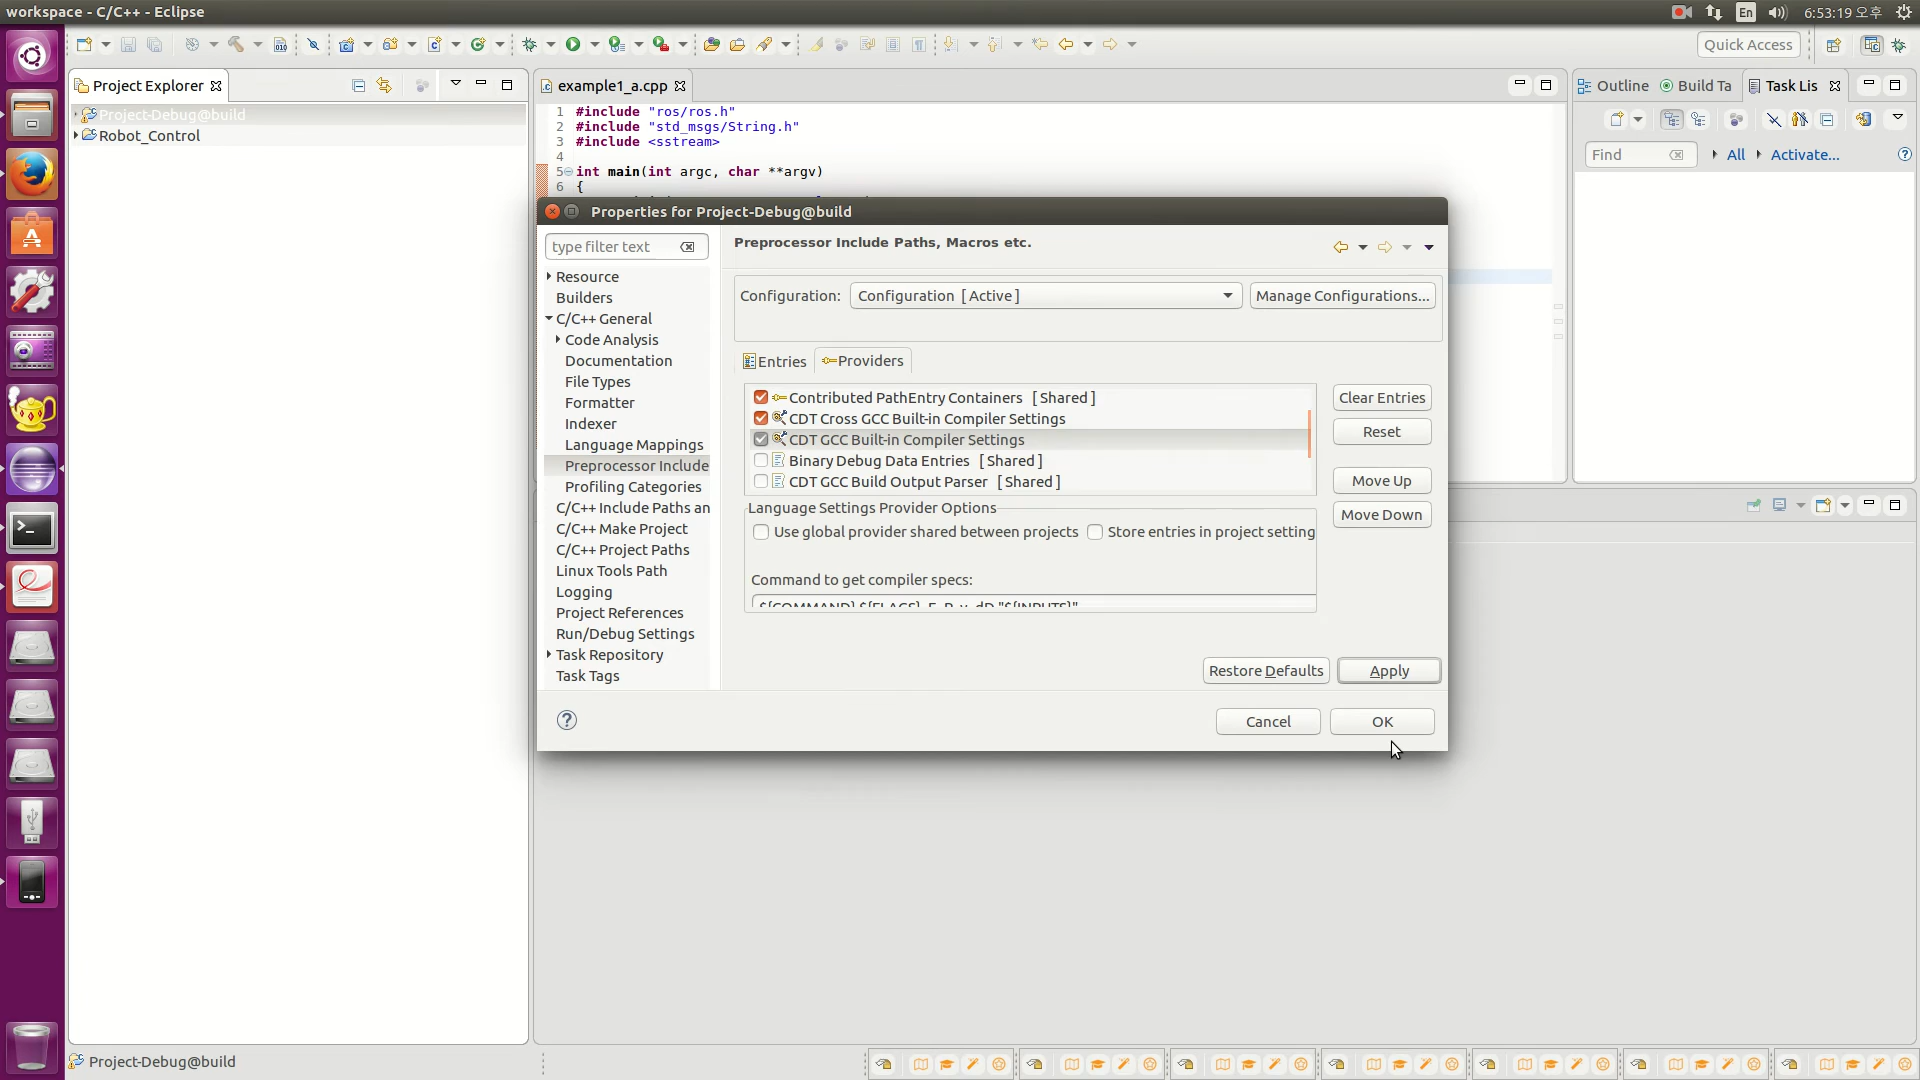 workspace - C/C++ - Eclipse
En
6:53:19 오후
Quick Access
Project Explorer
example1_a.cpp
Outline
Build Ta
Task Lis
Project-Debug@build
Robot_Control
1 #include "ros/ros.h"
2 #include "std_msgs/String.h"
3 #include <sstream>
4
5 int main(int argc, char **argv)
6 {
Find
All
Activate...
Properties for Project-Debug@build
type filter text
Preprocessor Include Paths, Macros etc.
Resource
Builders
C/C++ General
Code Analysis
Documentation
File Types
Formatter
Indexer
Language Mappings
Preprocessor Include
Profiling Categories
C/C++ Include Paths an
C/C++ Make Project
C/C++ Project Paths
Linux Tools Path
Logging
Project References
Run/Debug Settings
Task Repository
Task Tags
Configuration:
Configuration [ Active ]
Manage Configurations...
Entries
Providers
Contributed PathEntry Containers [ Shared ]
CDT Cross GCC Built-in Compiler Settings
CDT GCC Built-in Compiler Settings
Binary Debug Data Entries [ Shared ]
CDT GCC Build Output Parser [ Shared ]
Clear Entries
Reset
Move Up
Move Down
Language Settings Provider Options
Use global provider shared between projects
Store entries in project setting
Command to get compiler specs:
${COMMAND} ${FLAGS} -E -P -v -dD "${INPUTS}"
Restore Defaults
Apply
Cancel
OK
Project-Debug@build